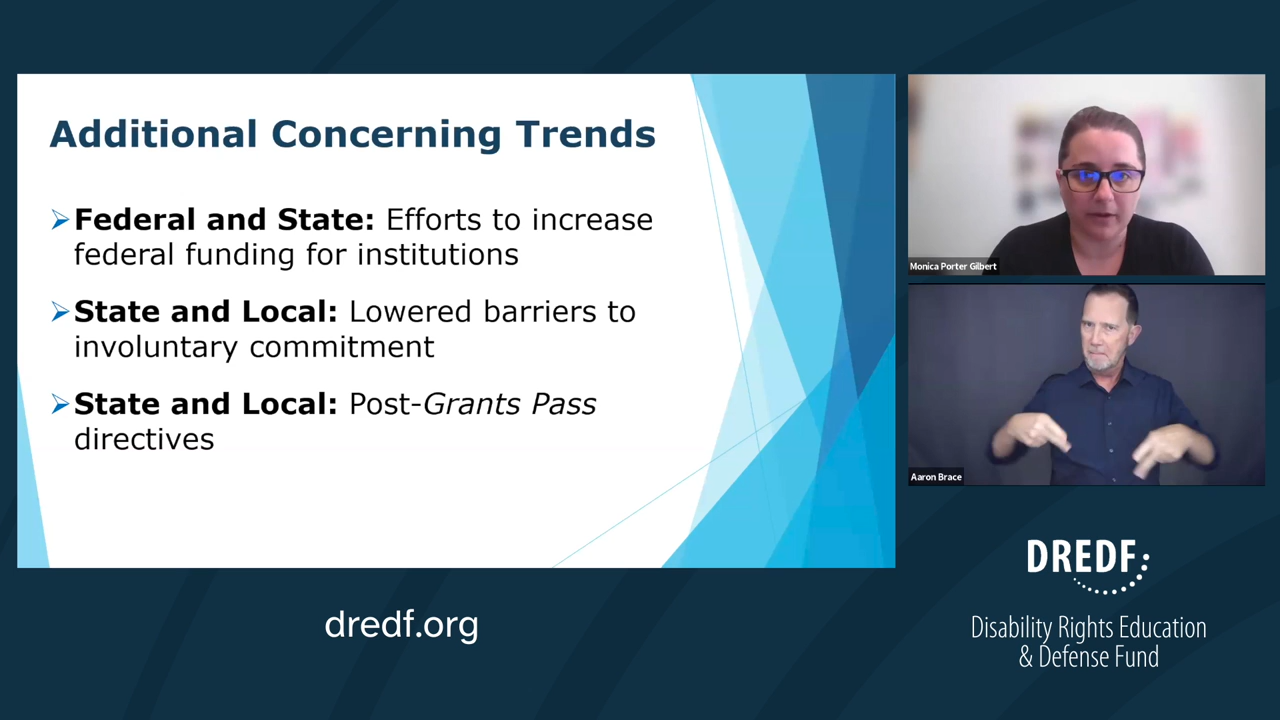 Additional Concerning Trends
➢Federal and State: Efforts to increase
federal funding for institutions
➢State and Local: Lowered barriers to
involuntary commitment
➢State and Local: Post-Grants Pass
directives
Monica Porter Gilbert
Aaron Brace
dredf.org
DREDF
Disability Rights Education
& Defense Fund